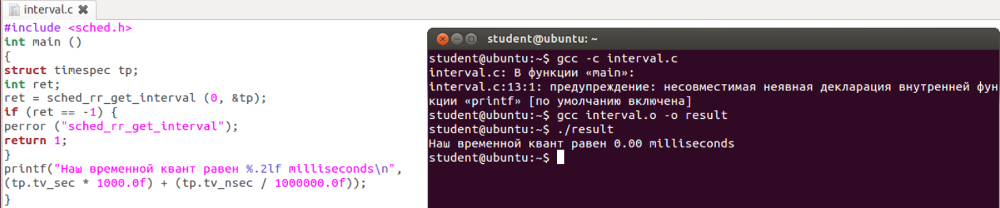 interval.c
#include <sched.h>
int main ()
{
struct timespec tp;
int ret;
ret = sched_rr_get_interval (0, &tp);
if (ret == -1) {
perror ("sched_rr_get_interval");
return 1;
}
printf("Наш временной квант равен %.2lf milliseconds\n",
(tp.tv_sec * 1000.0f) + (tp.tv_nsec / 1000000.0f));
}
student@ubuntu: ~
student@ubuntu:~$ gcc -c interval.c
interval.c: В функции «main»:
interval.c:13:1: предупреждение: несовместимая неявная декларация внутренней фун
кции «printf» [по умолчанию включена]
student@ubuntu:~$ gcc interval.o -o result
student@ubuntu:~$ ./result
Наш временной квант равен 0.00 milliseconds
student@ubuntu:~$